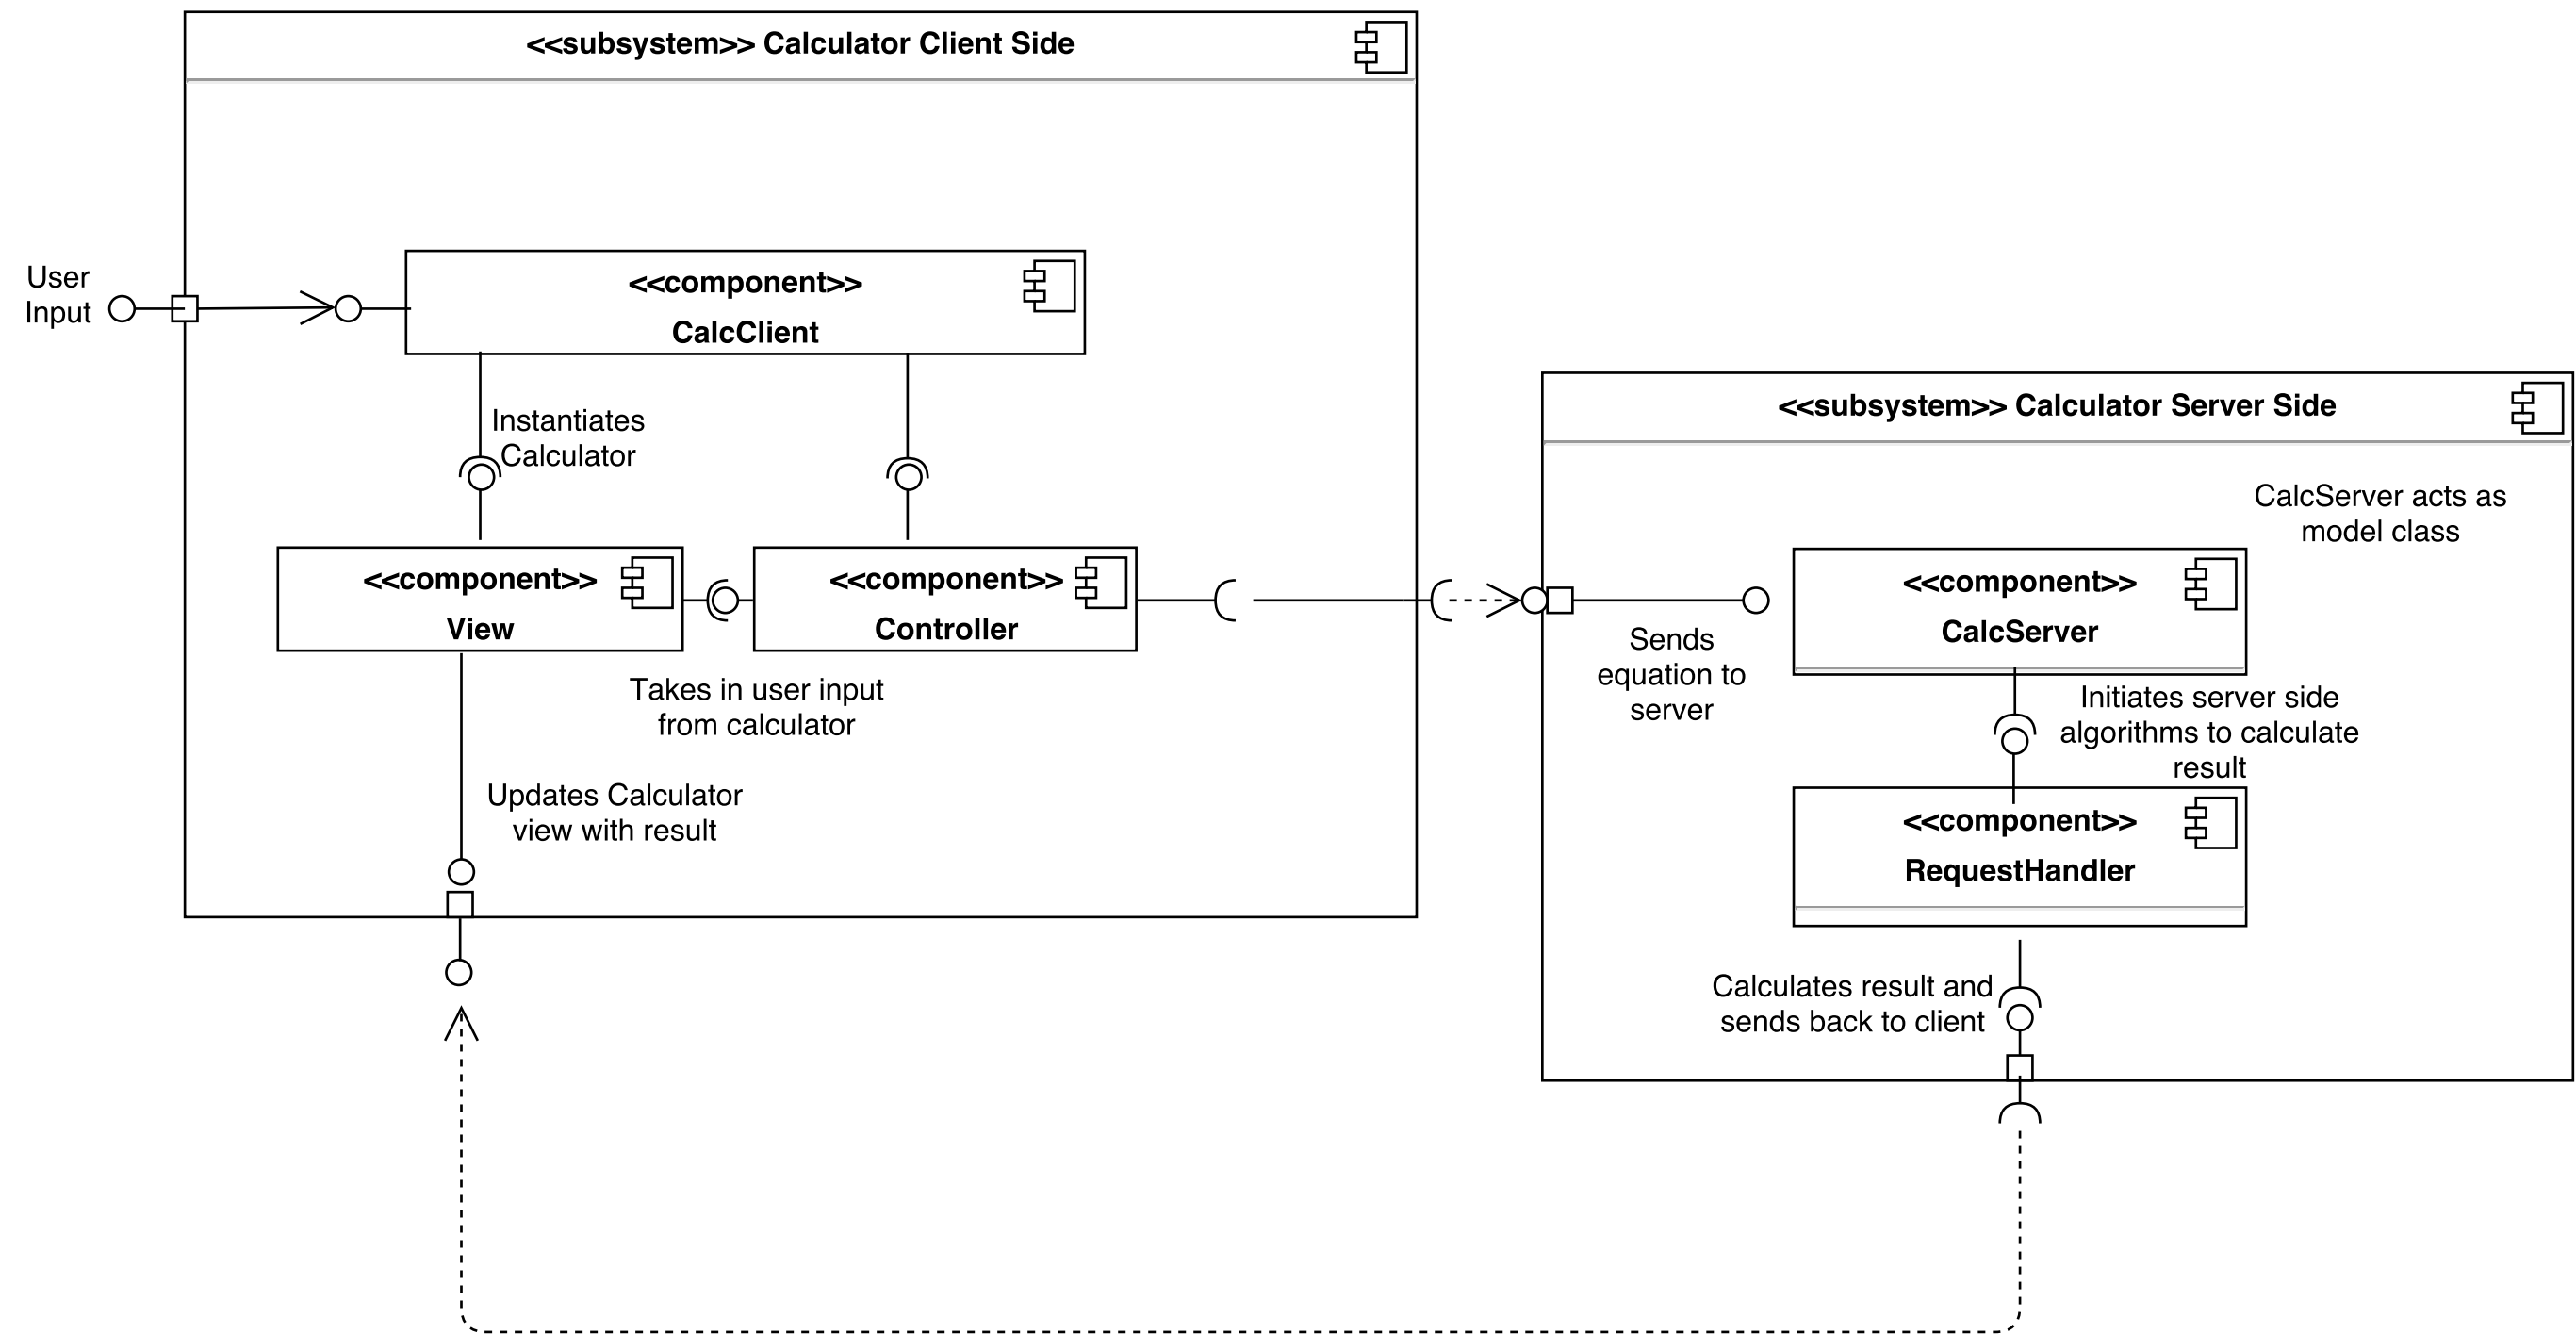 <<subsystem>> Calculator Client Side
User
Input
<<component>>
CalcClient
Instantiates
Calculator
<<component>>
View
<<component>>
Controller
Takes in user input
from calculator
Updates Calculator
view with result
<<subsystem>> Calculator Server Side
CalcServer acts as
model class
<<component>>
CalcServer
Sends
equation to
server
Initiates server side
algorithms to calculate
result
<<component>>
RequestHandler
Calculates result and
sends back to client